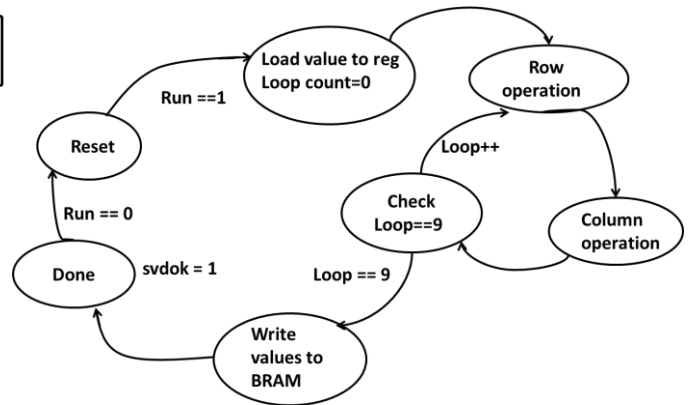 Load value to reg
Loop count=0
Row
operation
Run ==1
Reset
Loop++
Check
Loop==9
Column
operation
Run == 0
Done
svdok = 1
Loop == 9
Write
values to
BRAM